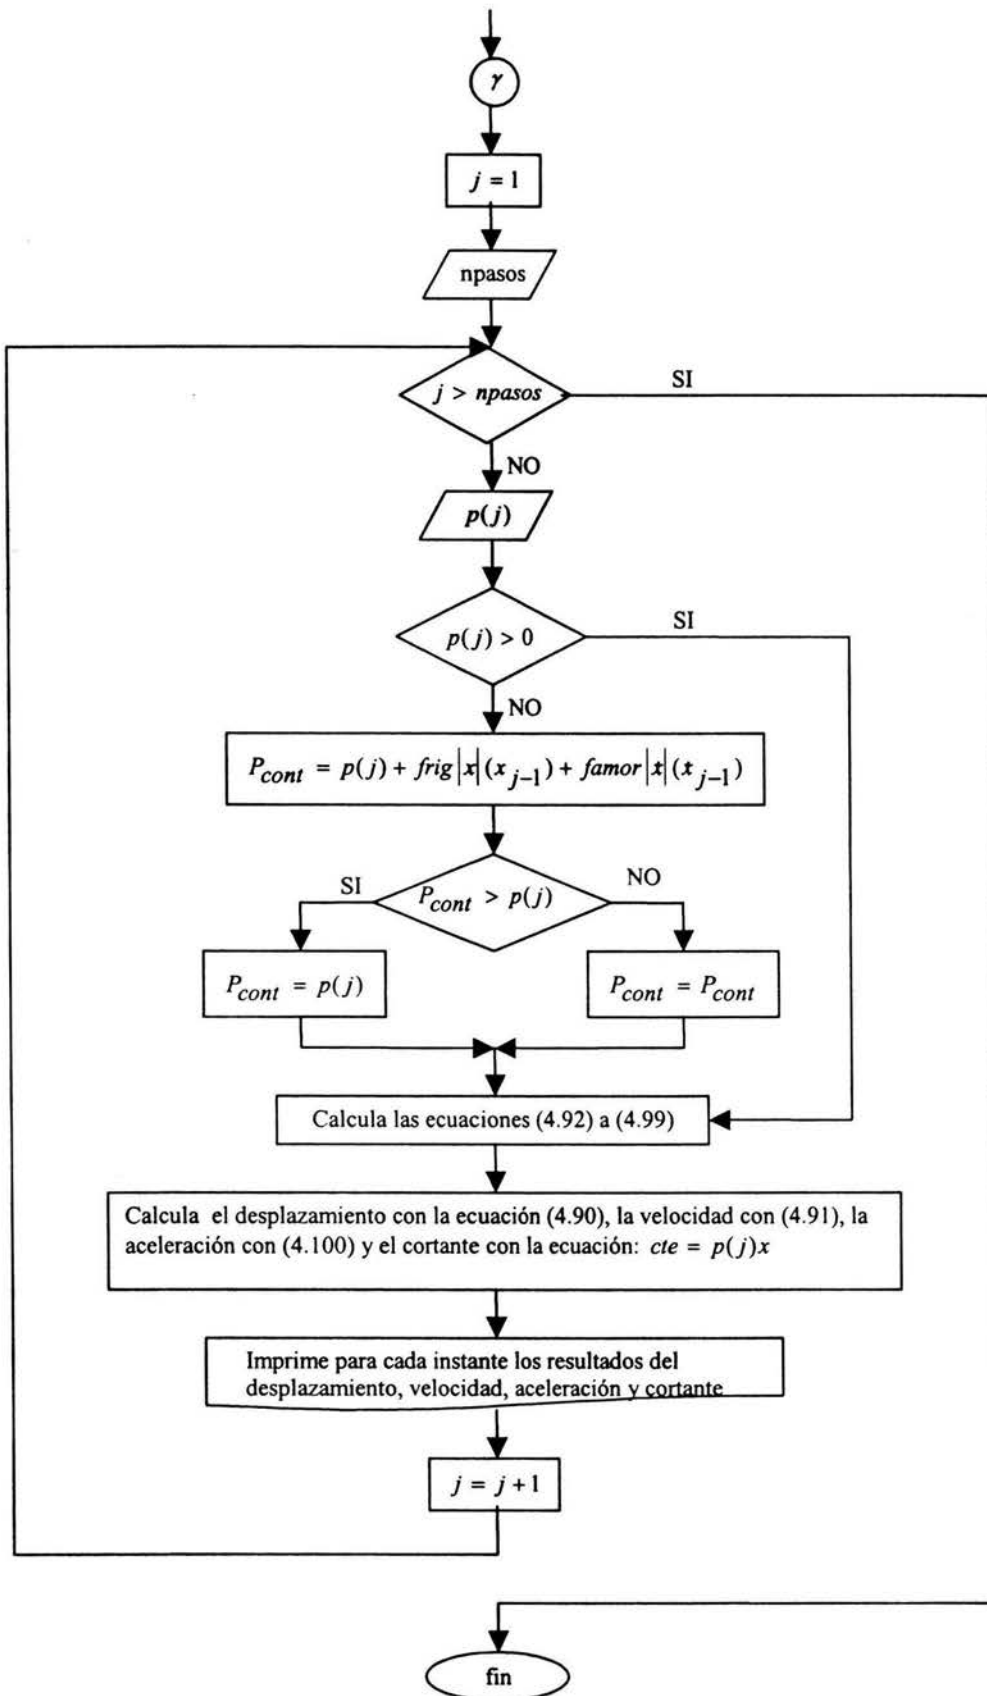 γ
j = 1
npasos
j > npasos
SI
NO
p(j)
p(j) > 0
SI
NO
P_cont = p(j) + frig|x|(x_{j-1}) + famor|ẋ|(ẋ_{j-1})
P_cont > p(j)
SI
NO
P_cont = p(j)
P_cont = P_cont
Calcula las ecuaciones (4.92) a (4.99)
Calcula el desplazamiento con la ecuación (4.90), la velocidad con (4.91), la
aceleración con (4.100) y el cortante con la ecuación: cte = p(j)x
Imprime para cada instante los resultados del
desplazamiento, velocidad, aceleración y cortante
j = j + 1
fin